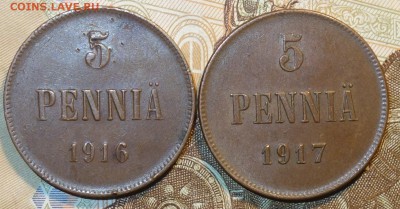 COINS.LAVE.RU
5
PENNIÄ
1916
5
PENNIÄ
1917